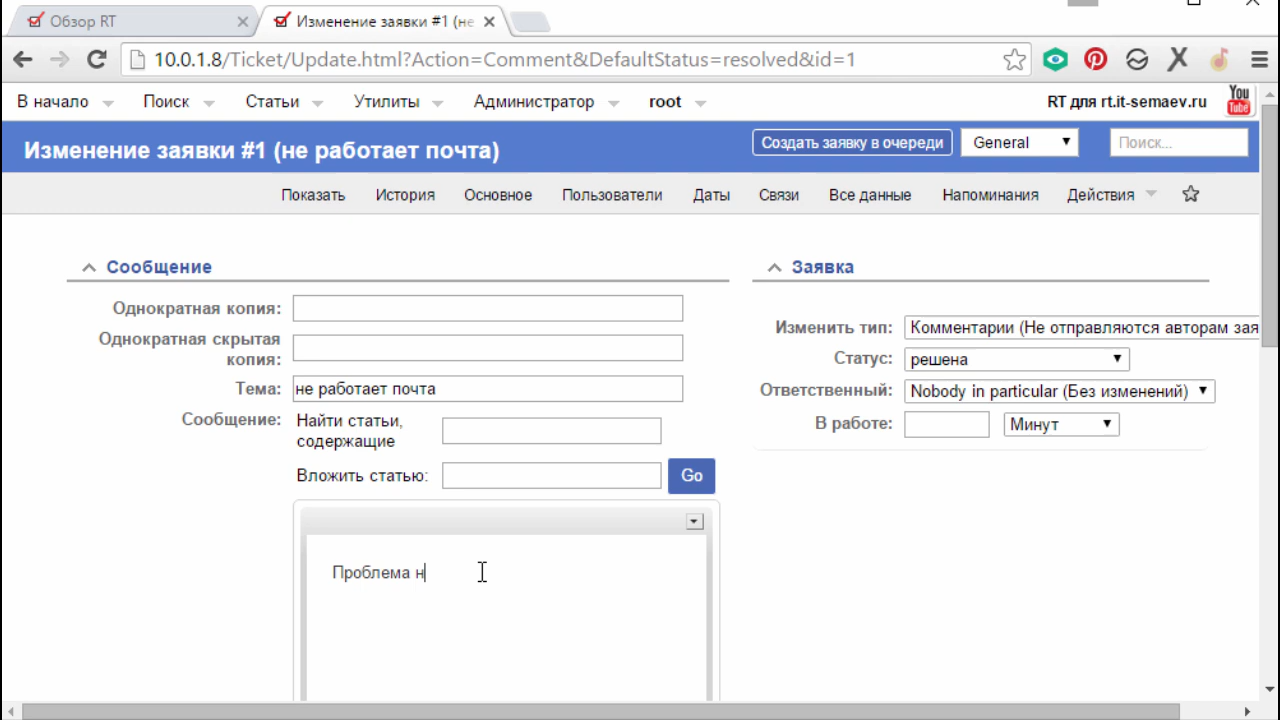 Обзор RT
Изменение заявки #1 (не
10.0.1.8/Ticket/Update.html?Action=Comment&DefaultStatus=resolved&id=1
В начало Поиск Статьи Утилиты Администратор root RT для rt.it-semaev.ru You Tube
Изменение заявки #1 (не работает почта) Создать заявку в очереди General Поиск...
Показать История Основное Пользователи Даты Связи Все данные Напоминания Действия
Сообщение
Однократная копия:
Однократная скрытая
копия:
Тема: не работает почта
Сообщение: Найти статьи,
содержащие
Вложить статью: Go
Проблема н
Заявка
Изменить тип: Комментарии (Не отправляются авторам зая
Статус: решена
Ответственный: Nobody in particular (Без изменений)
В работе: Минут